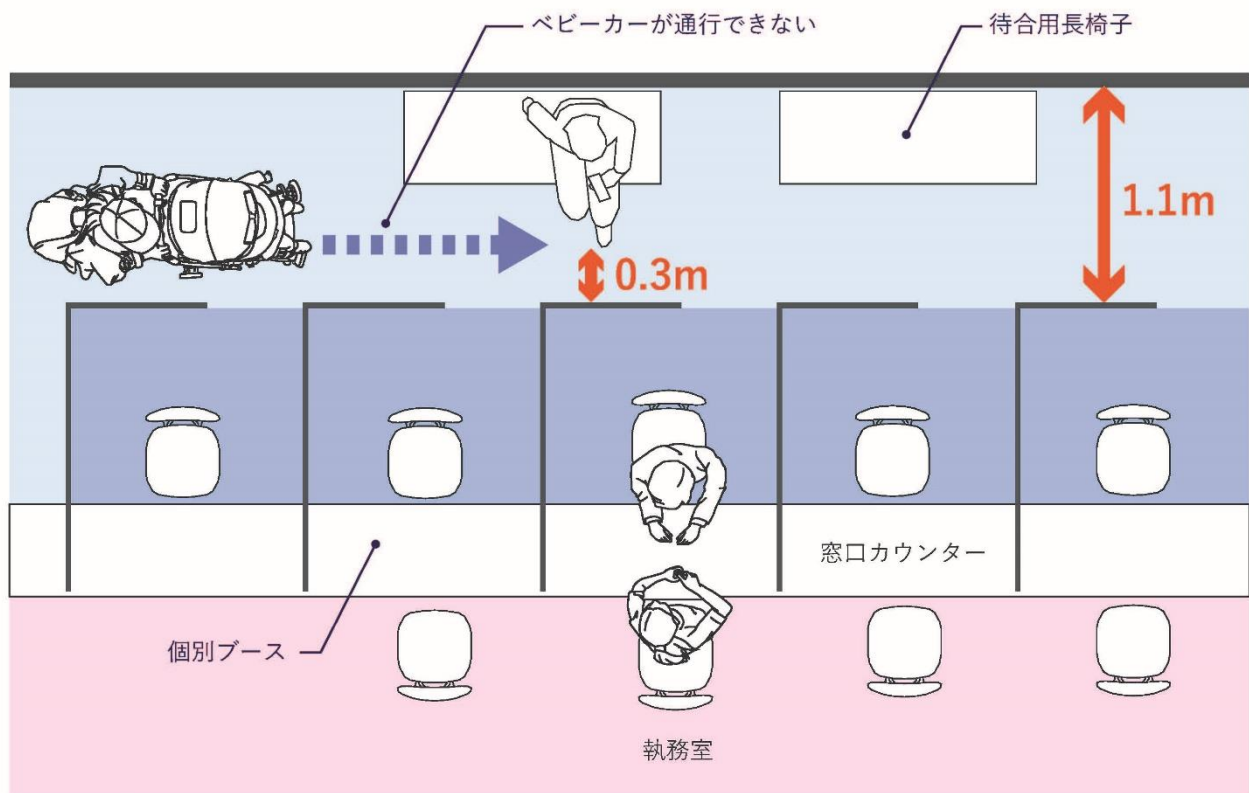 ベビーカーが通行できない
待合用長椅子
1.1m
0.3m
窓口カウンター
個別ブース
執務室